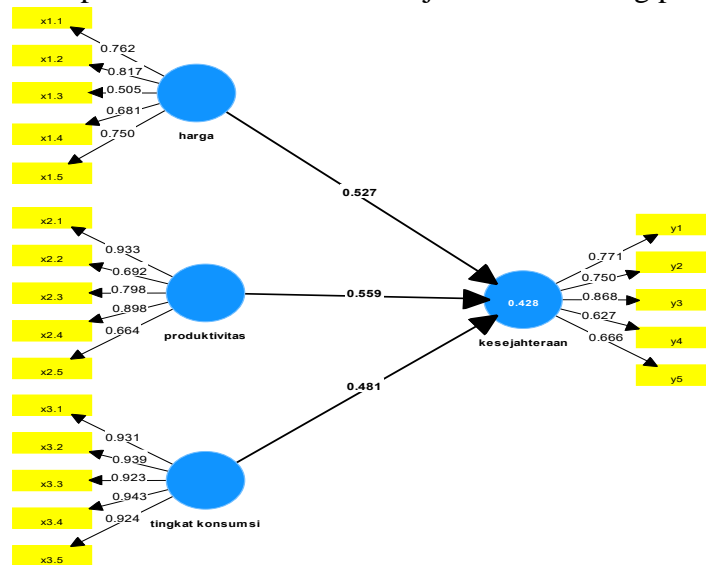 x1.1
0.762
x1.2
0.817
x1.3
0.505
x1.4
0.681
x1.5
0.750
harga
0.527
x2.1
0.933
x2.2
0.692
x2.3
0.798
x2.4
0.898
x2.5
0.664
produktivitas
0.559
x3.1
0.931
x3.2
0.939
x3.3
0.923
x3.4
0.943
x3.5
0.924
tingkat konsumsi
0.481
0.428
kesejahteraan
y1
0.771
y2
0.750
y3
0.868
y4
0.627
y5
0.666